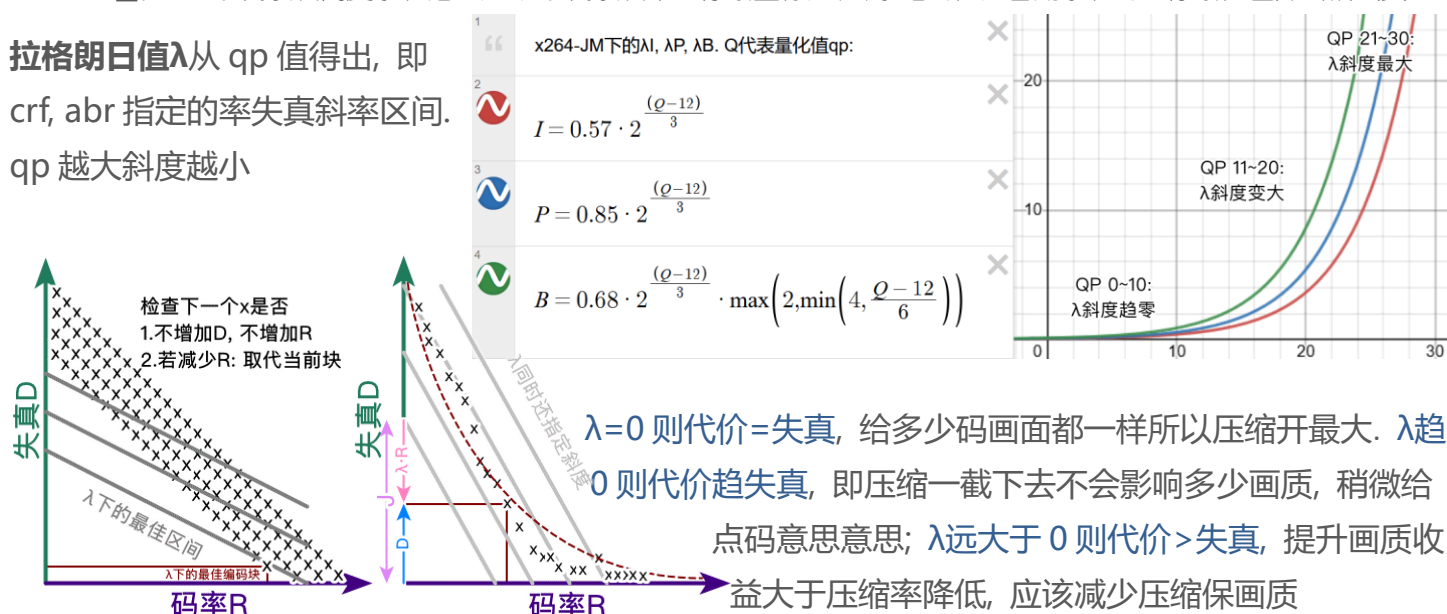 拉格朗日值λ从 qp 值得出, 即
crf, abr 指定的率失真斜率区间.
qp 越大斜度越小
1
x264-JM下的λI, λP, λB. Q代表量化值qp:
2
I = 0.57 · 2^((Q−12)/3)
3
P = 0.85 · 2^((Q−12)/3)
4
B = 0.68 · 2^((Q−12)/3) · max(2,min(4, (Q − 12)/6))
QP 21~30:
λ斜度最大
20
QP 11~20:
λ斜度变大
10
QP 0~10:
λ斜度趋零
0
10
20
30
检查下一个x是否
1.不增加D, 不增加R
2.若减少R: 取代当前块
失真D
λ下的最佳区间
λ下的最佳编码块
码率R
失真D
λ同时还指定斜度
J
λ·R
D
码率R
λ=0 则代价=失真, 给多少码画面都一样所以压缩开最大. λ趋
0 则代价趋失真, 即压缩一截下去不会影响多少画质, 稍微给
点码意思意思; λ远大于 0 则代价>失真, 提升画质收
益大于压缩率降低, 应该减少压缩保画质